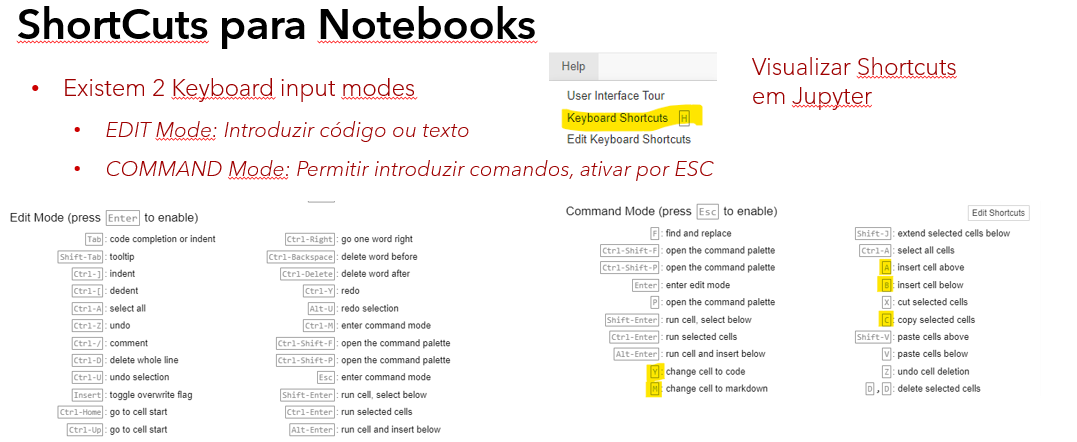 ShortCuts para Notebooks
• Existem 2 Keyboard input modes
• EDIT Mode: Introduzir código ou texto
• COMMAND Mode: Permitir introduzir comandos, ativar por ESC
Help
User Interface Tour
Keyboard Shortcuts H
Edit Keyboard Shortcuts
Visualizar Shortcuts
em Jupyter
Edit Mode (press Enter to enable)
Tab : code completion or indent
Shift-Tab : tooltip
Ctrl-] : indent
Ctrl-[ : dedent
Ctrl-A : select all
Ctrl-Z : undo
Ctrl-/ : comment
Ctrl-D : delete whole line
Ctrl-U : undo selection
Insert : toggle overwrite flag
Ctrl-Home : go to cell start
Ctrl-Up : go to cell start
Ctrl-Right : go one word right
Ctrl-Backspace : delete word before
Ctrl-Delete : delete word after
Ctrl-Y : redo
Alt-U : redo selection
Ctrl-M : enter command mode
Ctrl-Shift-F : open the command palette
Ctrl-Shift-P : open the command palette
Esc : enter command mode
Shift-Enter : run cell, select below
Ctrl-Enter : run selected cells
Alt-Enter : run cell and insert below
Command Mode (press Esc to enable)
Edit Shortcuts
F : find and replace
Ctrl-Shift-F : open the command palette
Ctrl-Shift-P : open the command palette
Enter : enter edit mode
P : open the command palette
Shift-Enter : run cell, select below
Ctrl-Enter : run selected cells
Alt-Enter : run cell and insert below
Y : change cell to code
M : change cell to markdown
Shift-J : extend selected cells below
Ctrl-A : select all cells
A : insert cell above
B : insert cell below
X : cut selected cells
C : copy selected cells
Shift-V : paste cells above
V : paste cells below
Z : undo cell deletion
D , D : delete selected cells